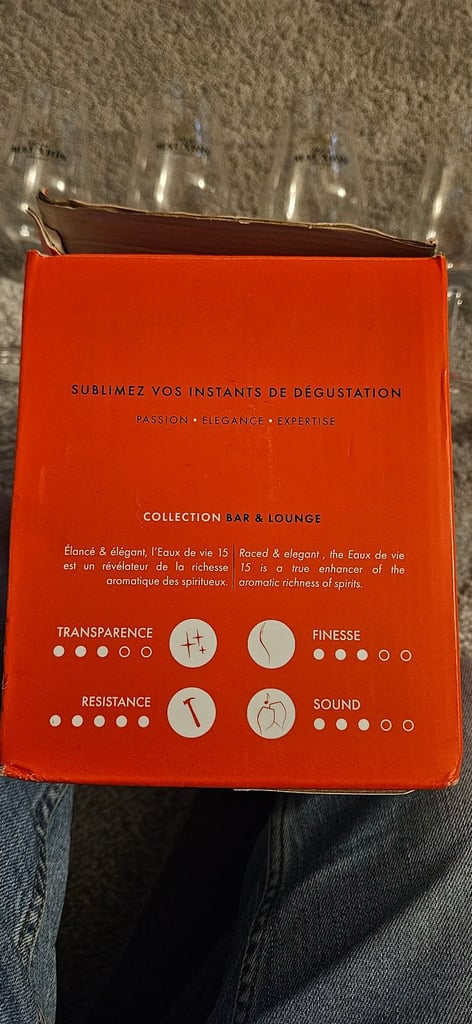 SUBLIMEZ VOS INSTANTS DE DÉGUSTATION
PASSION • ELEGANCE • EXPERTISE
COLLECTION BAR & LOUNGE
Élancé & élégant, l'Eaux de vie 15
est un révélateur de la richesse
aromatique des spiritueux.
Raced & elegant , the Eaux de vie
15 is a true enhancer of the
aromatic richness of spirits.
TRANSPARENCE
FINESSE
RESISTANCE
SOUND